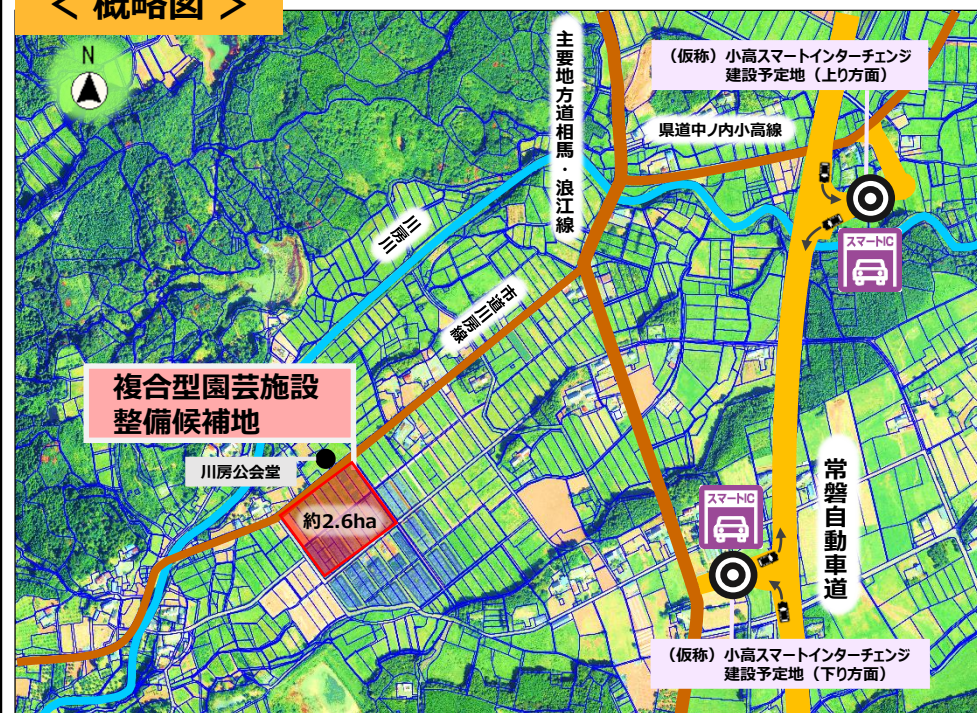 ＜ 概略図 ＞
N
主要地方道相馬・浪江線
（仮称）小高スマートインターチェンジ
建設予定地（上り方面）
県道中ノ内小高線
川房川
スマートIC
市道川房線
複合型園芸施設
整備候補地
川房公会堂
約2.6ha
常磐自動車道
スマートIC
（仮称）小高スマートインターチェンジ
建設予定地（下り方面）